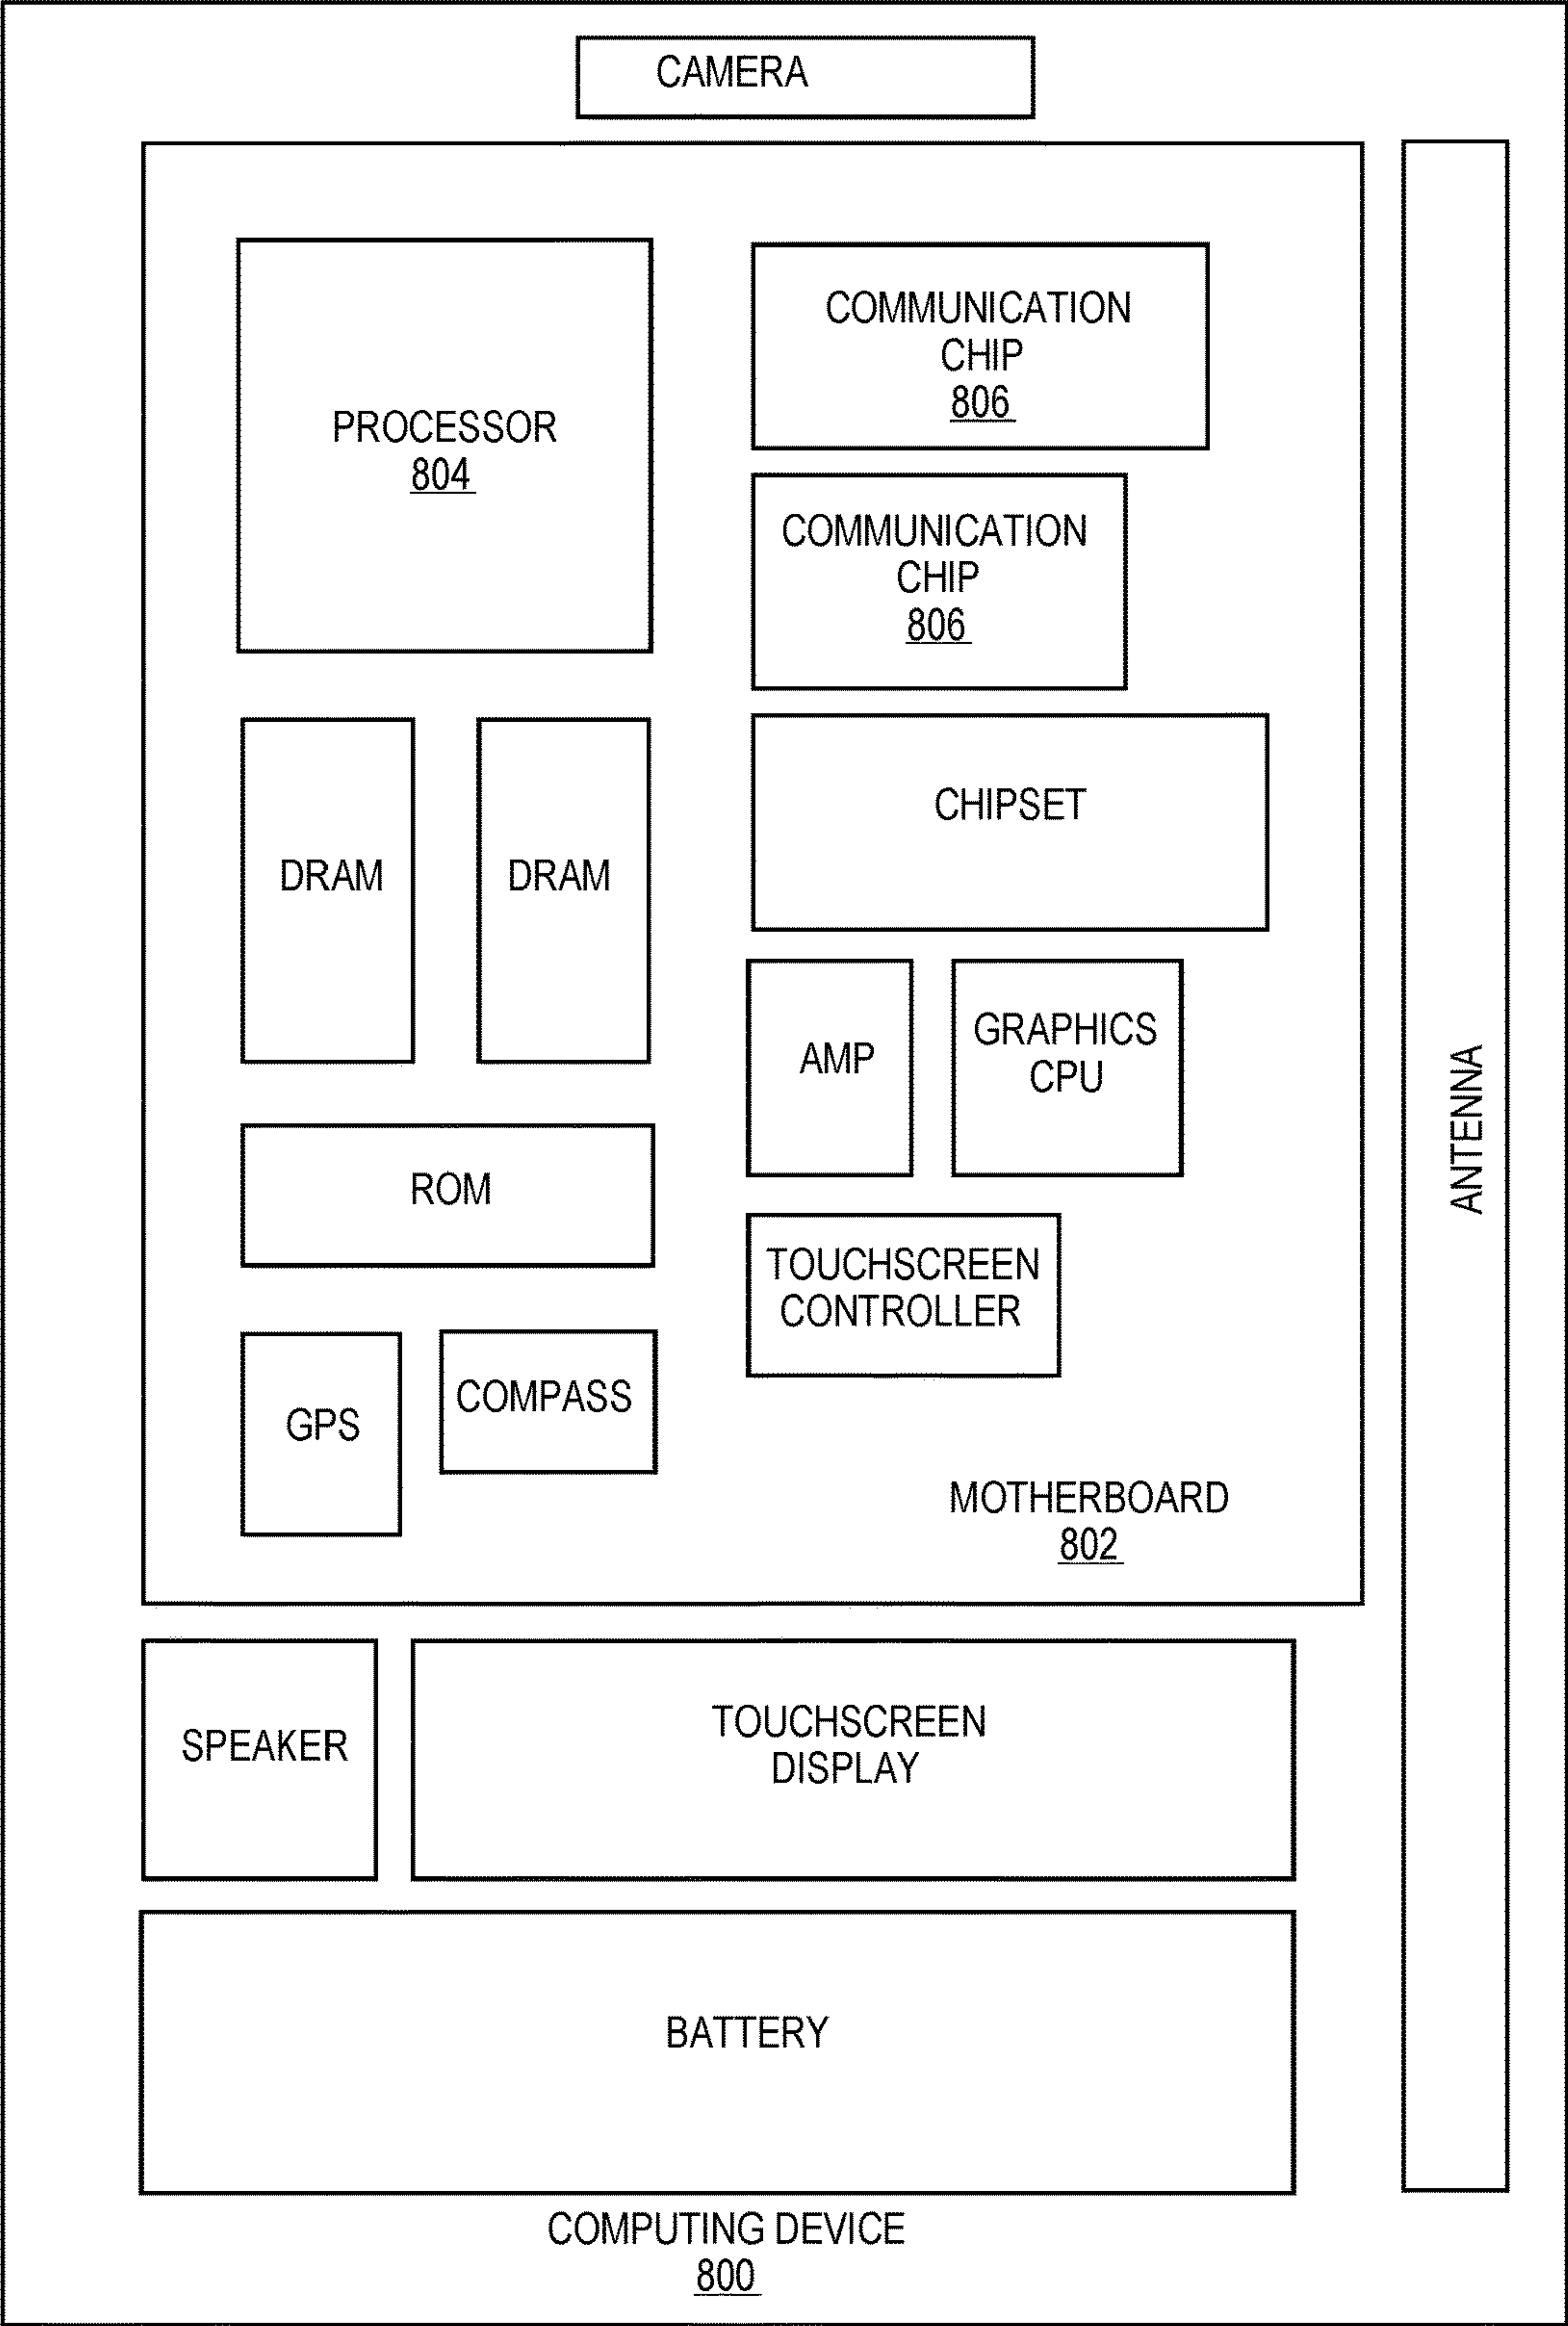 CAMERA
PROCESSOR
804
COMMUNICATION
CHIP
806
COMMUNICATION
CHIP
806
DRAM
DRAM
CHIPSET
AMP
GRAPHICS
CPU
ROM
TOUCHSCREEN
CONTROLLER
GPS
COMPASS
MOTHERBOARD
802
ANTENNA
SPEAKER
TOUCHSCREEN
DISPLAY
BATTERY
COMPUTING DEVICE
800